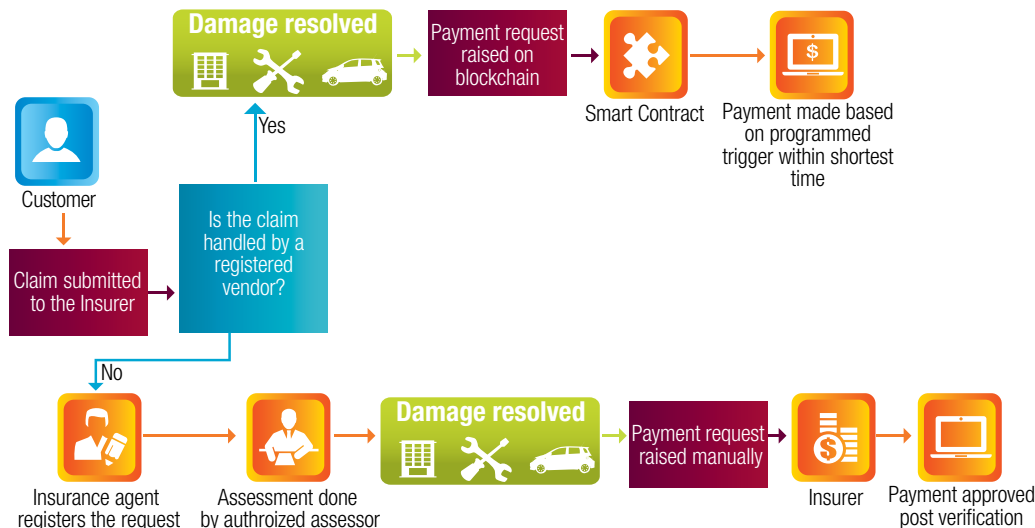 Damage resolved
Payment request
raised on
blockchain
$
Smart Contract
Payment made based
on programmed
trigger within shortest
time
Yes
Customer
Is the claim
handled by a
registered
vendor?
Claim submitted
to the Insurer
No
Insurance agent
registers the request
Assessment done
by authroized assessor
Damage resolved
Payment request
raised manually
$
Insurer
Payment approved
post verification